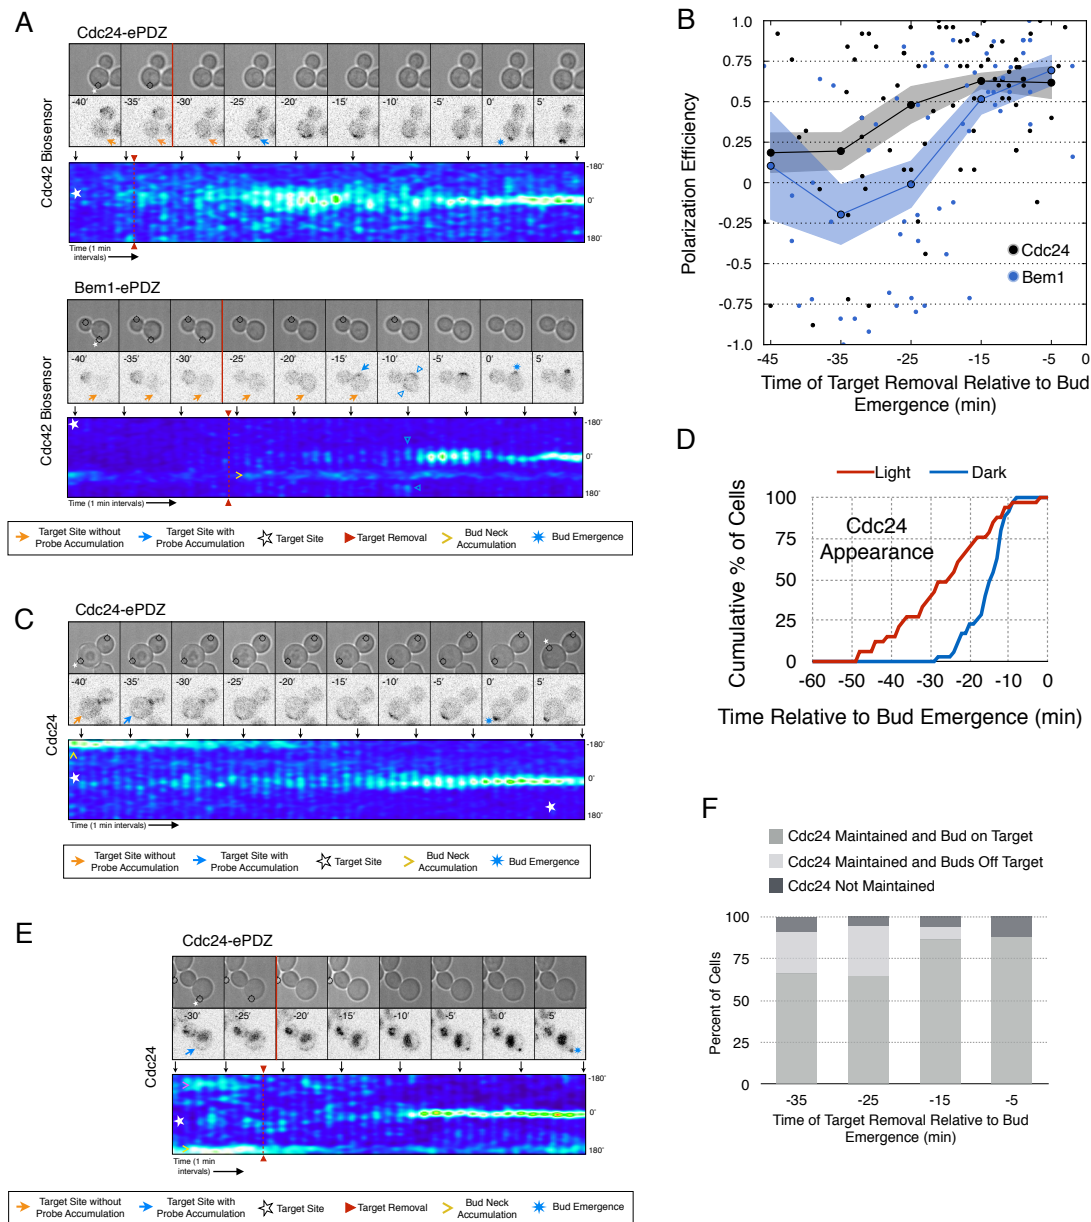 A
Cdc24-ePDZ
Cdc42 Biosensor
-40' -35' -30' -25' -20' -15' -10' -5' 0' 5'
-180˚
0˚
180˚
Time (1 min
intervals)
Bem1-ePDZ
Cdc42 Biosensor
-40' -35' -30' -25' -20' -15' -10' -5' 0' 5'
-180˚
0˚
180˚
Time (1 min intervals)
Target Site without
Probe Accumulation
Target Site with
Probe Accumulation
Target Site
Target Removal
Bud Neck
Accumulation
Bud Emergence
B
Polarization Efficiency
1.0
0.75
0.5
0.25
0
-0.25
-0.5
-0.75
-1.0
Cdc24
Bem1
-45 -35 -25 -15 -5 0
Time of Target Removal Relative to Bud
Emergence (min)
C
Cdc24-ePDZ
Cdc24
-40' -35' -30' -25' -20' -15' -10' -5' 0' 5'
-180˚
0˚
180˚
Time (1 min intervals)
Target Site without
Probe Accumulation
Target Site with
Probe Accumulation
Target Site
Bud Neck
Accumulation
Bud Emergence
D
Light Dark
Cumulative % of Cells
100
75
50
25
0
Cdc24
Appearance
-60 -50 -40 -30 -20 -10 0
Time Relative to Bud Emergence (min)
E
Cdc24-ePDZ
Cdc24
-30' -25' -20' -15' -10' -5' 0' 5'
-180˚
0˚
180˚
Time (1 min
intervals)
Target Site without
Probe Accumulation
Target Site with
Probe Accumulation
Target Site
Target Removal
Bud Neck
Accumulation
Bud Emergence
F
Cdc24 Maintained and Bud on Target
Cdc24 Maintained and Buds Off Target
Cdc24 Not Maintained
Percent of Cells
100
75
50
25
0
-35 -25 -15 -5
Time of Target Removal Relative to Bud
Emergence (min)